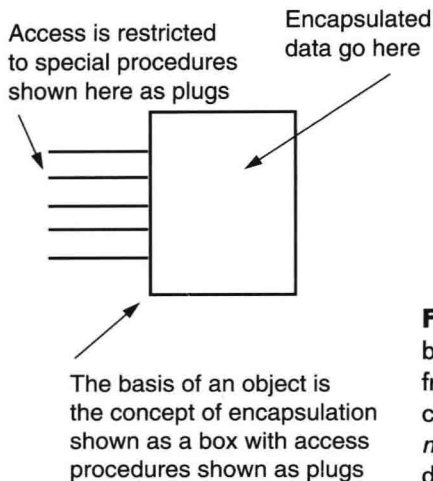 Access is restricted
to special procedures
shown here as plugs
Encapsulated
data go here
The basis of an object is
the concept of encapsulation
shown as a box with access
procedures shown as plugs